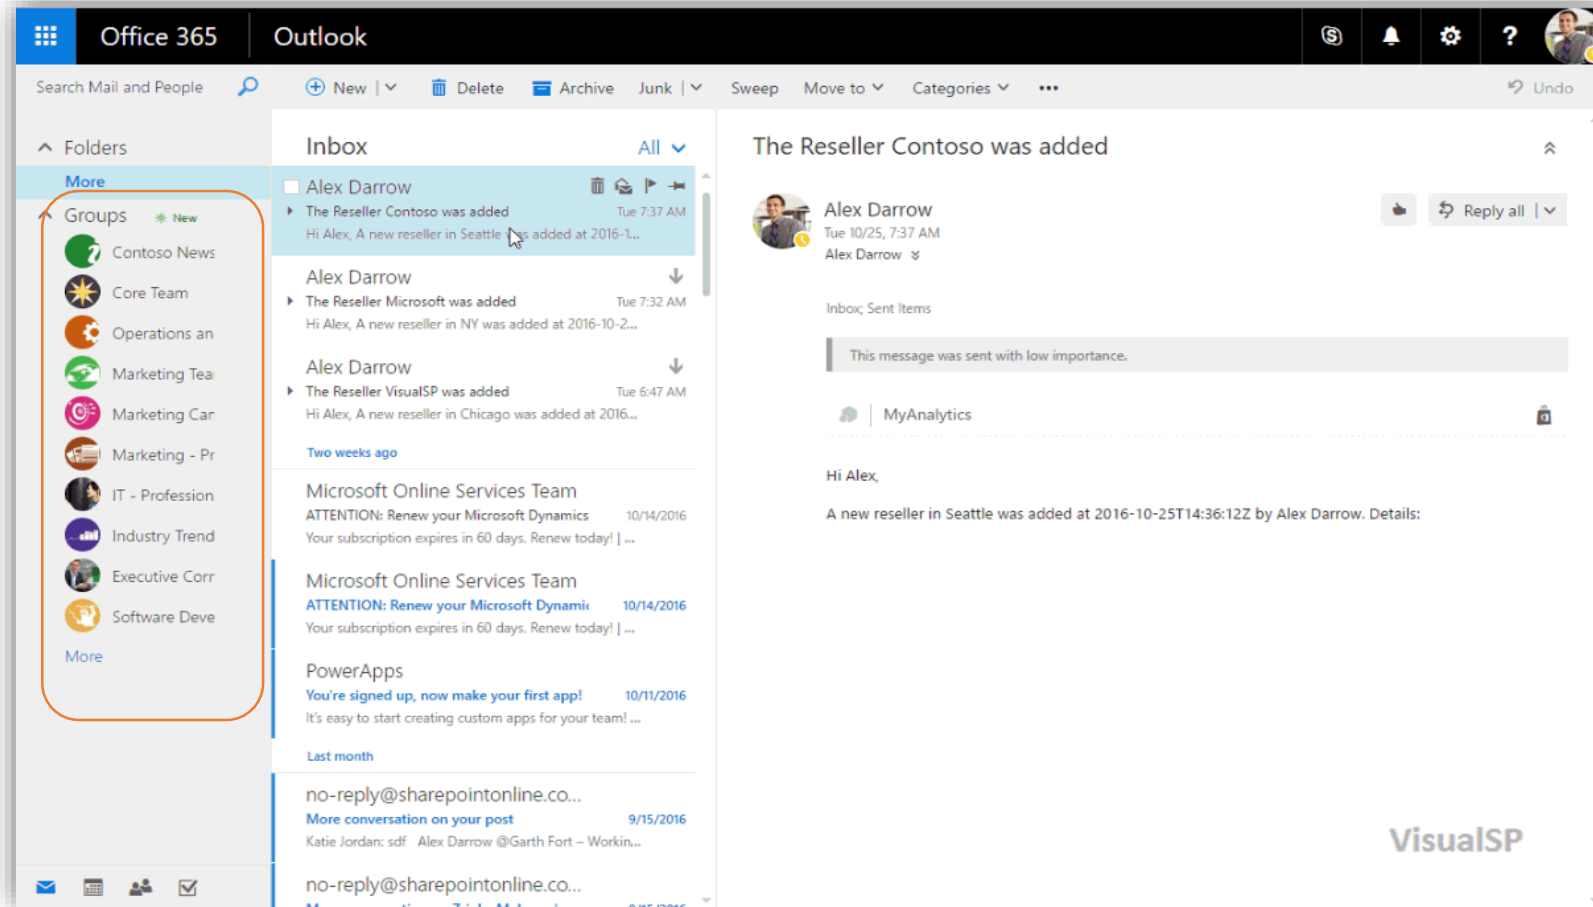 Office 365
Outlook
Search Mail and People
New
Delete
Archive
Junk
Sweep
Move to
Categories
Undo
Folders
More
Groups
New
Contoso News
Core Team
Operations an
Marketing Tea
Marketing Car
Marketing - Pr
IT - Profession
Industry Trend
Executive Corr
Software Deve
More
Inbox
All
Alex Darrow
The Reseller Contoso was added Tue 7:37 AM
Hi Alex, A new reseller in Seattle was added at 2016-1...
Alex Darrow
The Reseller Microsoft was added Tue 7:32 AM
Hi Alex, A new reseller in NY was added at 2016-10-2...
Alex Darrow
The Reseller VisualSP was added Tue 6:47 AM
Hi Alex, A new reseller in Chicago was added at 2016...
Two weeks ago
Microsoft Online Services Team
ATTENTION: Renew your Microsoft Dynamics 10/14/2016
Your subscription expires in 60 days. Renew today! | ...
Microsoft Online Services Team
ATTENTION: Renew your Microsoft Dynamic 10/14/2016
Your subscription expires in 60 days. Renew today! | ...
PowerApps
You're signed up, now make your first app! 10/11/2016
It's easy to start creating custom apps for your team! ...
Last month
no-reply@sharepointonline.co...
More conversation on your post 9/15/2016
Katie Jordan: sdf Alex Darrow @Garth Fort – Workin...
no-reply@sharepointonline.co...
The Reseller Contoso was added
Alex Darrow
Tue 10/25, 7:37 AM
Alex Darrow
Reply all
Inbox; Sent Items
This message was sent with low importance.
MyAnalytics
Hi Alex,
A new reseller in Seattle was added at 2016-10-25T14:36:12Z by Alex Darrow. Details:
VisualSP